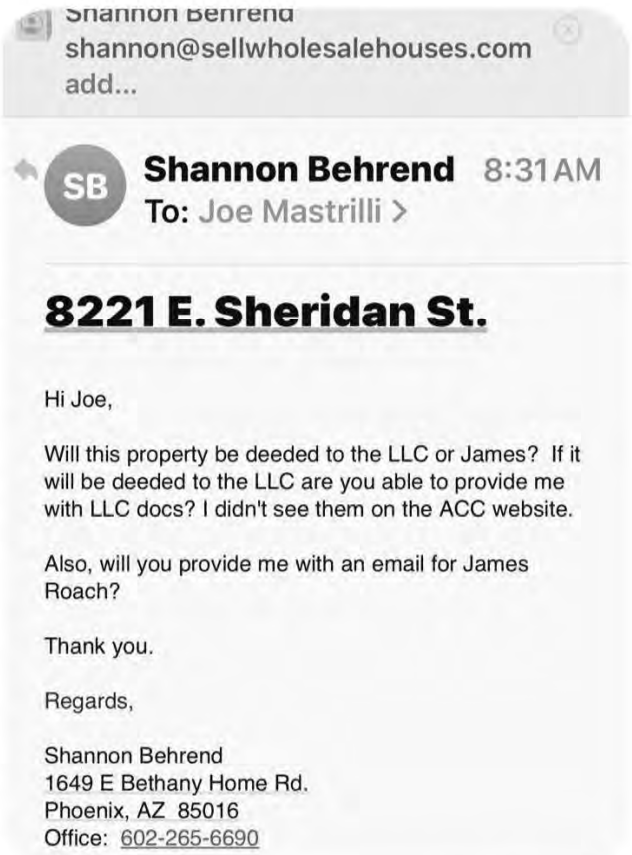 Shannon Behrend
shannon@sellwholesalehouses.com
add...
SB
Shannon Behrend 8:31 AM
To: Joe Mastrilli >
8221 E. Sheridan St.
Hi Joe,
Will this property be deeded to the LLC or James? If it
will be deeded to the LLC are you able to provide me
with LLC docs? I didn't see them on the ACC website.
Also, will you provide me with an email for James
Roach?
Thank you.
Regards,
Shannon Behrend
1649 E Bethany Home Rd.
Phoenix, AZ 85016
Office: 602-265-6690